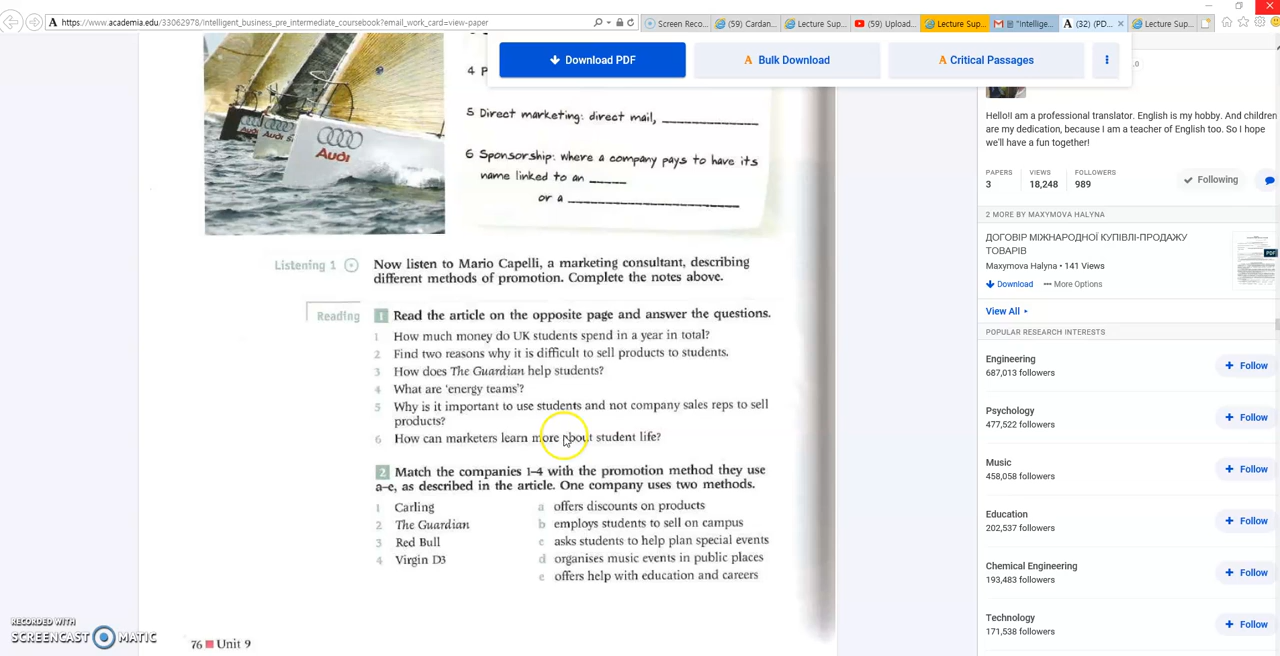 https://www.academia.edu/33062978/Intelligent_business_pre_intermediate_coursebook?email_work_card=view-paper
Screen Reco...
(59) Cardan...
Lecture Sup...
(59) Upload...
Lecture Sup...
"Intellige...
(32) (PD...
Lecture Sup...
Download PDF
Bulk Download
Critical Passages
4 P
5 Direct marketing: direct mail,
6 Sponsorship: where a company pays to have its
name linked to an
or a
Audi
Audi
Audi
Listening 1
Now listen to Mario Capelli, a marketing consultant, describing
different methods of promotion. Complete the notes above.
Reading
1 Read the article on the opposite page and answer the questions.
1 How much money do UK students spend in a year in total?
2 Find two reasons why it is difficult to sell products to students.
3 How does The Guardian help students?
4 What are 'energy teams'?
5 Why is it important to use students and not company sales reps to sell
products?
6 How can marketers learn more about student life?
2 Match the companies 1–4 with the promotion method they use
a–e, as described in the article. One company uses two methods.
1 Carling
2 The Guardian
3 Red Bull
4 Virgin D3
a offers discounts on products
b employs students to sell on campus
c asks students to help plan special events
d organises music events in public places
e offers help with education and careers
76 Unit 9
RECORDED WITH
SCREENCAST MATIC
.0
Hello!I am a professional translator. English is my hobby. And children
are my dedication, because I am a teacher of English too. So I hope
we'll have a fun together!
PAPERS
3
VIEWS
18,248
FOLLOWERS
989
Following
2 MORE BY MAXYMOVA HALYNA
ДОГОВІР МІЖНАРОДНОЇ КУПІВЛІ-ПРОДАЖУ
ТОВАРІВ
Maxymova Halyna • 141 Views
Download
••• More Options
PDF
View All
POPULAR RESEARCH INTERESTS
Engineering
687,013 followers
+ Follow
Psychology
477,522 followers
+ Follow
Music
458,058 followers
+ Follow
Education
202,537 followers
+ Follow
Chemical Engineering
193,483 followers
+ Follow
Technology
171,538 followers
+ Follow